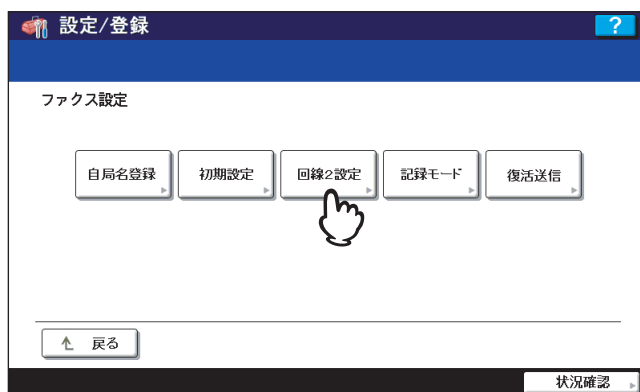 設定/登録
?
ファクス設定
自局名登録
初期設定
回線2設定
記録モード
復活送信
戻る
状況確認